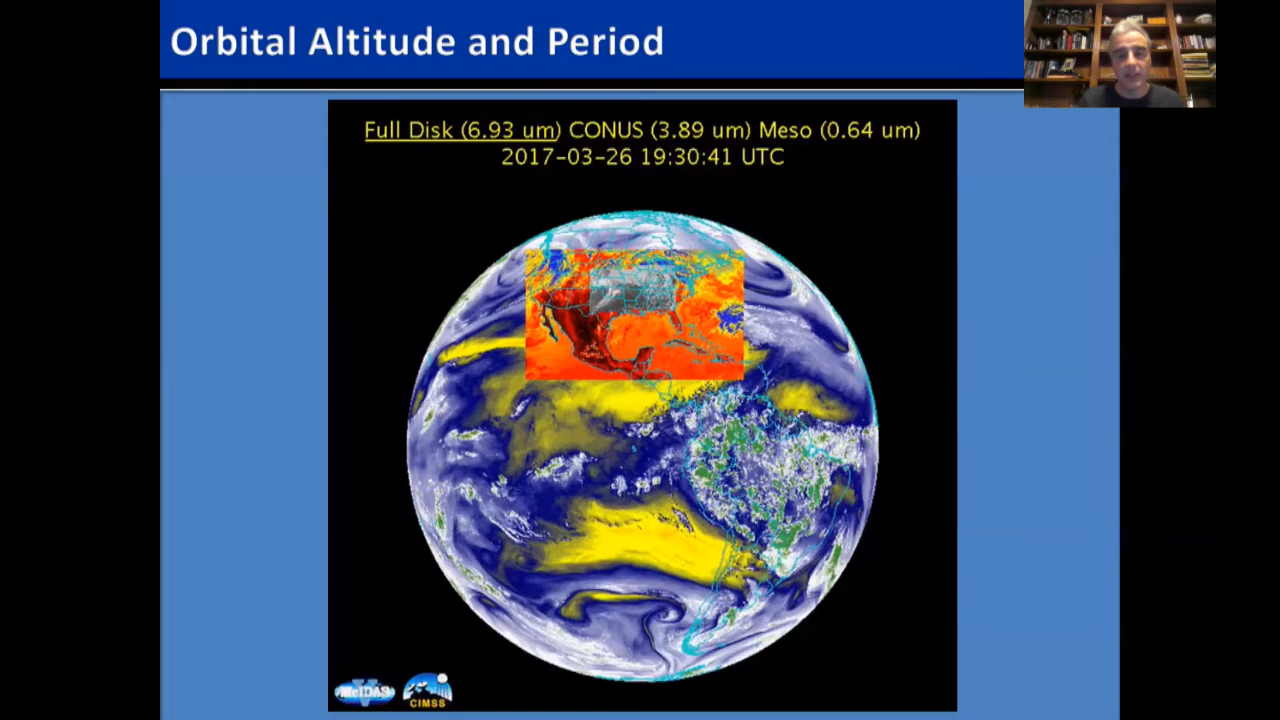 Orbital Altitude and Period
Full Disk (6.93 um) CONUS (3.89 um) Meso (0.64 um)
2017-03-26 19:30:41 UTC
McIDAS
V
CIMSS